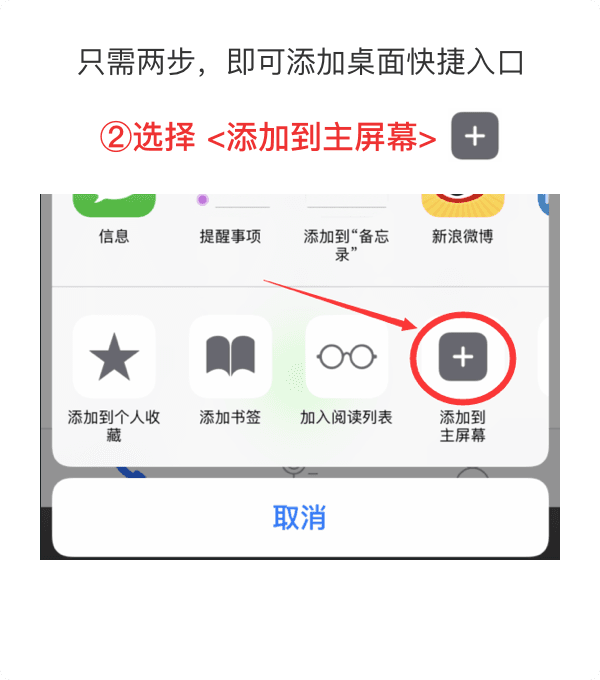 只需两步，即可添加桌面快捷入口
②选择 <添加到主屏幕>
信息
提醒事项
添加到“备忘
录”
新浪微博
添加到个人收
藏
添加书签
加入阅读列表
添加到
主屏幕
取消